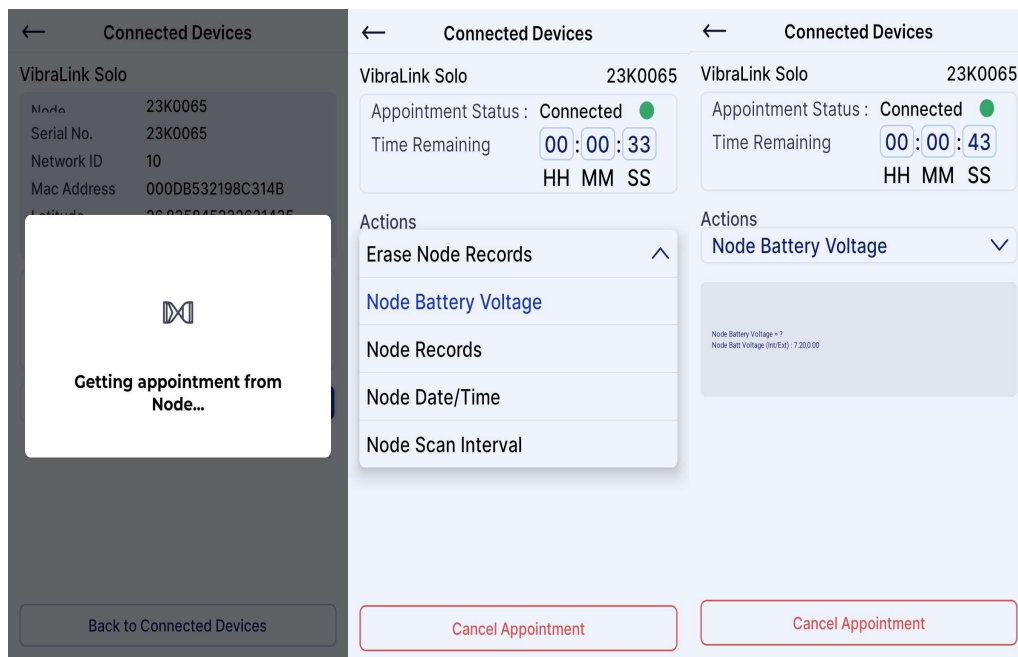 Connected Devices
VibraLink Solo
Node 23K0065
Serial No. 23K0065
Network ID 10
Mac Address 000DB532198C314B
Getting appointment from
Node...
Back to Connected Devices
Connected Devices
VibraLink Solo 23K0065
Appointment Status : Connected
Time Remaining 00 : 00 : 33
HH MM SS
Actions
Erase Node Records
Node Battery Voltage
Node Records
Node Date/Time
Node Scan Interval
Cancel Appointment
Connected Devices
VibraLink Solo 23K0065
Appointment Status : Connected
Time Remaining 00 : 00 : 43
HH MM SS
Actions
Node Battery Voltage
Node Battery Voltage = ?
Node Batt Voltage (Int/Ext) : 7.20,0.00
Cancel Appointment